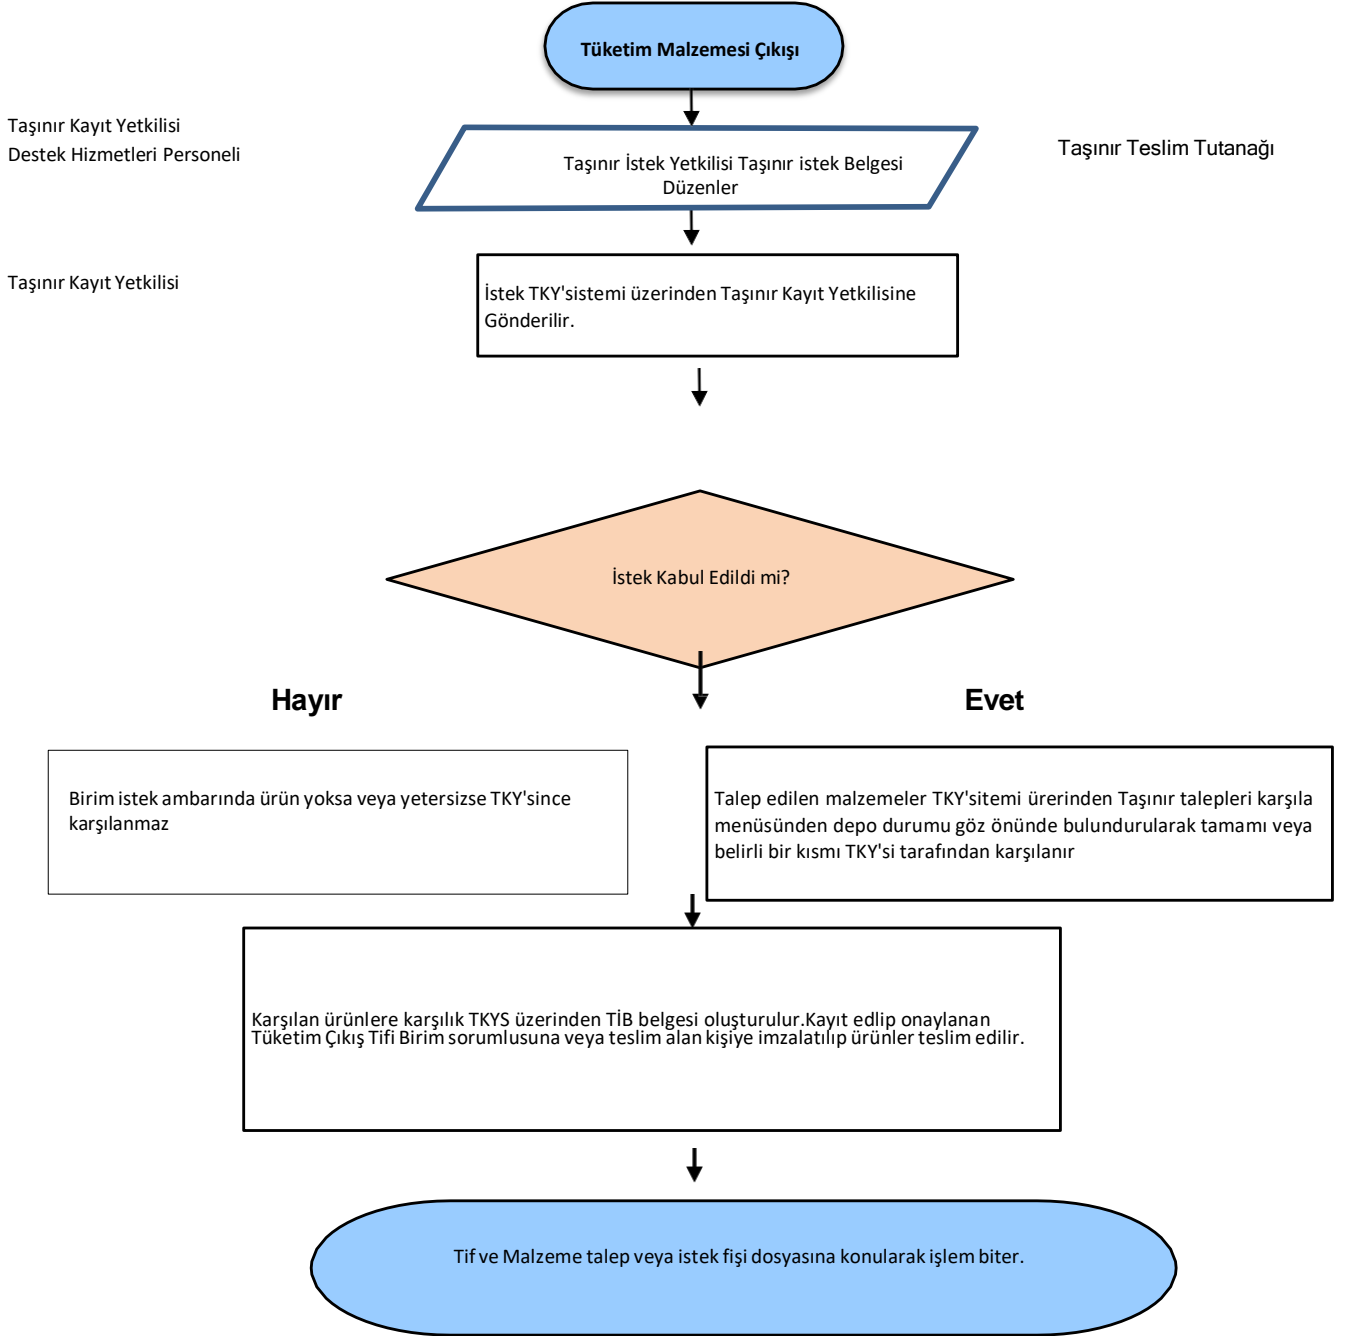 Tüketim Malzemesi Çıkışı
Taşınır Kayıt Yetkilisi
Destek Hizmetleri Personeli
Taşınır İstek Yetkilisi Taşınır istek Belgesi
Düzenler
Taşınır Teslim Tutanağı
Taşınır Kayıt Yetkilisi
İstek TKY'sistemi üzerinden Taşınır Kayıt Yetkilisine
Gönderilir.
İstek Kabul Edildi mi?
Hayır
Evet
Birim istek ambarında ürün yoksa veya yetersizse TKY'since
karşılanmaz
Talep edilen malzemeler TKY'sitemi ürerinden Taşınır talepleri karşıla
menüsünden depo durumu göz önünde bulundurularak tamamı veya
belirli bir kısmı TKY'si tarafından karşılanır
Karşılan ürünlere karşılık TKYS üzerinden TİB belgesi oluşturulur.Kayıt edlip onaylanan
Tüketim Çıkış Tifi Birim sorumlusuna veya teslim alan kişiye imzalatılıp ürünler teslim edilir.
Tif ve Malzeme talep veya istek fişi dosyasına konularak işlem biter.